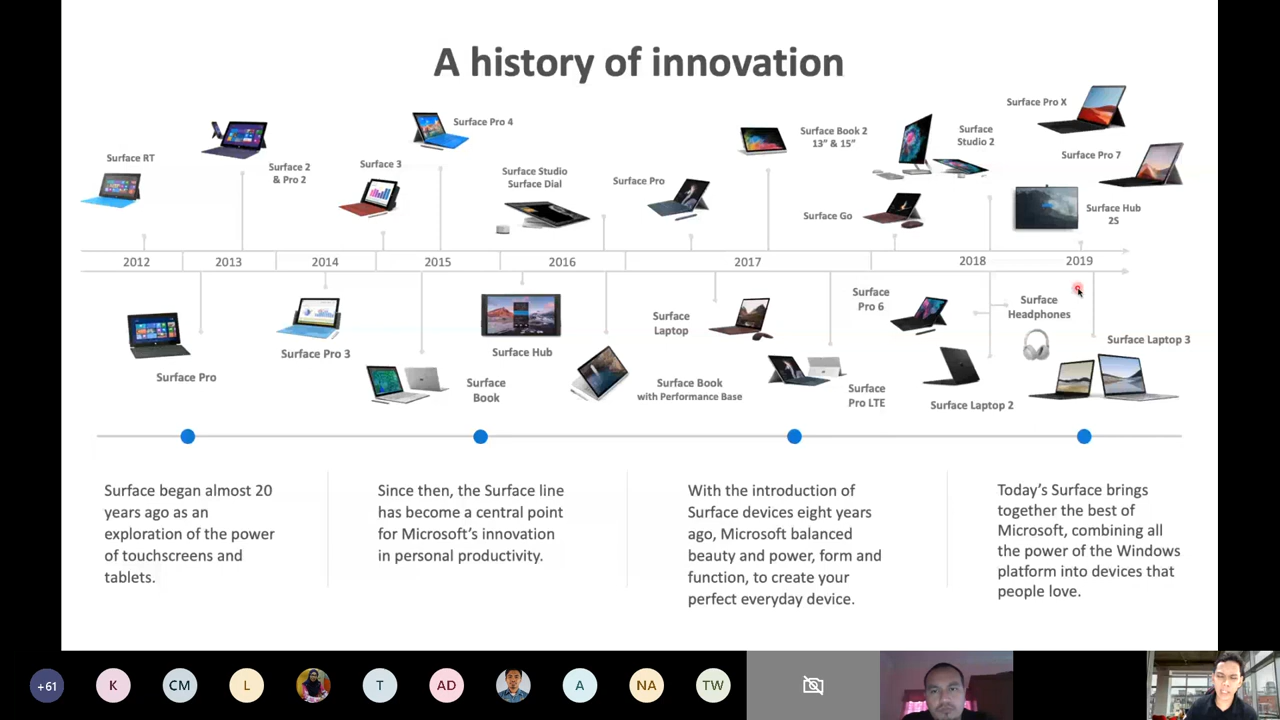 A history of innovation
Surface RT
Surface 2
& Pro 2
Surface 3
Surface Pro 4
Surface Studio
Surface Dial
Surface Pro
Surface Book 2
13” & 15”
Surface Go
Surface
Studio 2
Surface Pro X
Surface Pro 7
Surface Hub
2S
2012
2013
2014
2015
2016
2017
2018
2019
Surface Pro
Surface Pro 3
Surface
Book
Surface Hub
Surface Book
with Performance Base
Surface
Laptop
Surface
Pro LTE
Surface
Pro 6
Surface Laptop 2
Surface
Headphones
Surface Laptop 3
Surface began almost 20
years ago as an
exploration of the power
of touchscreens and
tablets.
Since then, the Surface line
has become a central point
for Microsoft’s innovation
in personal productivity.
With the introduction of
Surface devices eight years
ago, Microsoft balanced
beauty and power, form and
function, to create your
perfect everyday device.
Today’s Surface brings
together the best of
Microsoft, combining all
the power of the Windows
platform into devices that
people love.
+61
K
CM
L
T
AD
A
NA
TW